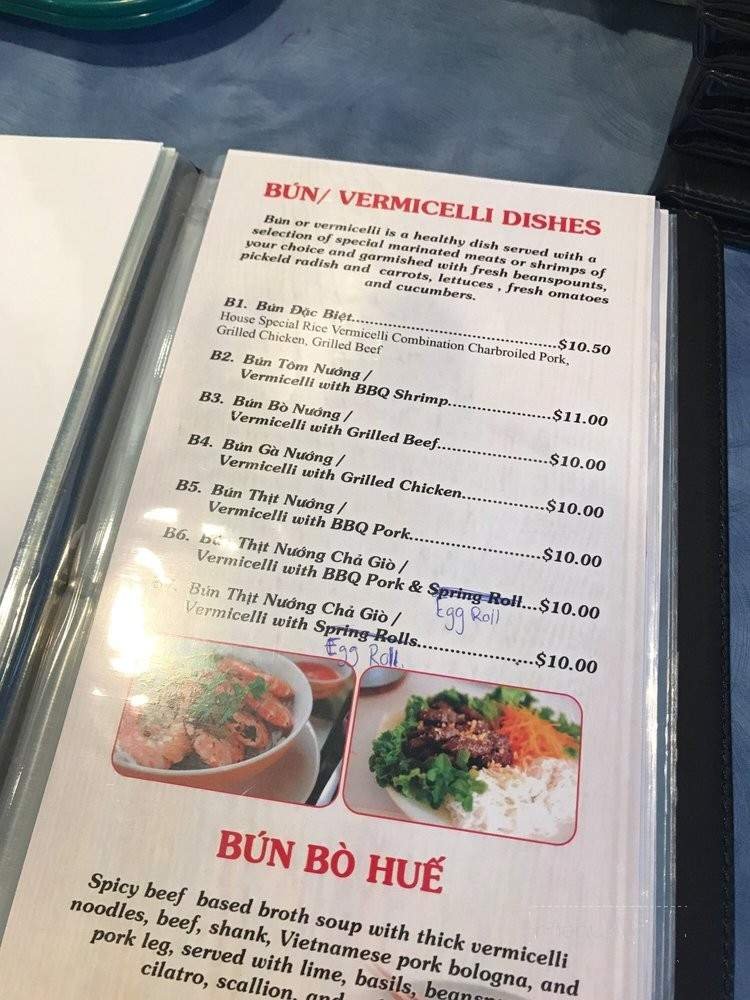 BÚN/ VERMICELLI DISHES
Bún or vermicelli is a healthy dish served with a
selection of special marinated meats or shrimps of
your choice and garnished with fresh beanspounts,
pickeld radish and carrots, lettuces , fresh omatoes
and cucumbers.
B1. Bún Đặc Biệt...$10.50
House Special Rice Vermicelli Combination Charbroiled Pork,
Grilled Chicken, Grilled Beef
B2. Bún Tôm Nướng /
Vermicelli with BBQ Shrimp...$11.00
B3. Bún Bò Nướng /
Vermicelli with Grilled Beef...$10.00
B4. Bún Gà Nướng /
Vermicelli with Grilled Chicken...$10.00
B5. Bún Thịt Nướng /
Vermicelli with BBQ Pork...$10.00
B6. Thịt Nướng Chả Giò /
Vermicelli with BBQ Pork & Spring Roll...$10.00
Egg Roll
Bún Thịt Nướng Chả Giò /
Vermicelli with Spring Rolls...$10.00
Egg Roll.
BÚN BÒ HUẾ
Spicy beef based broth soup with thick vermicelli
noodles, beef, shank, Vietnamese pork bologna, and
pork leg, served with lime, basils,
cilatro, scallion, and